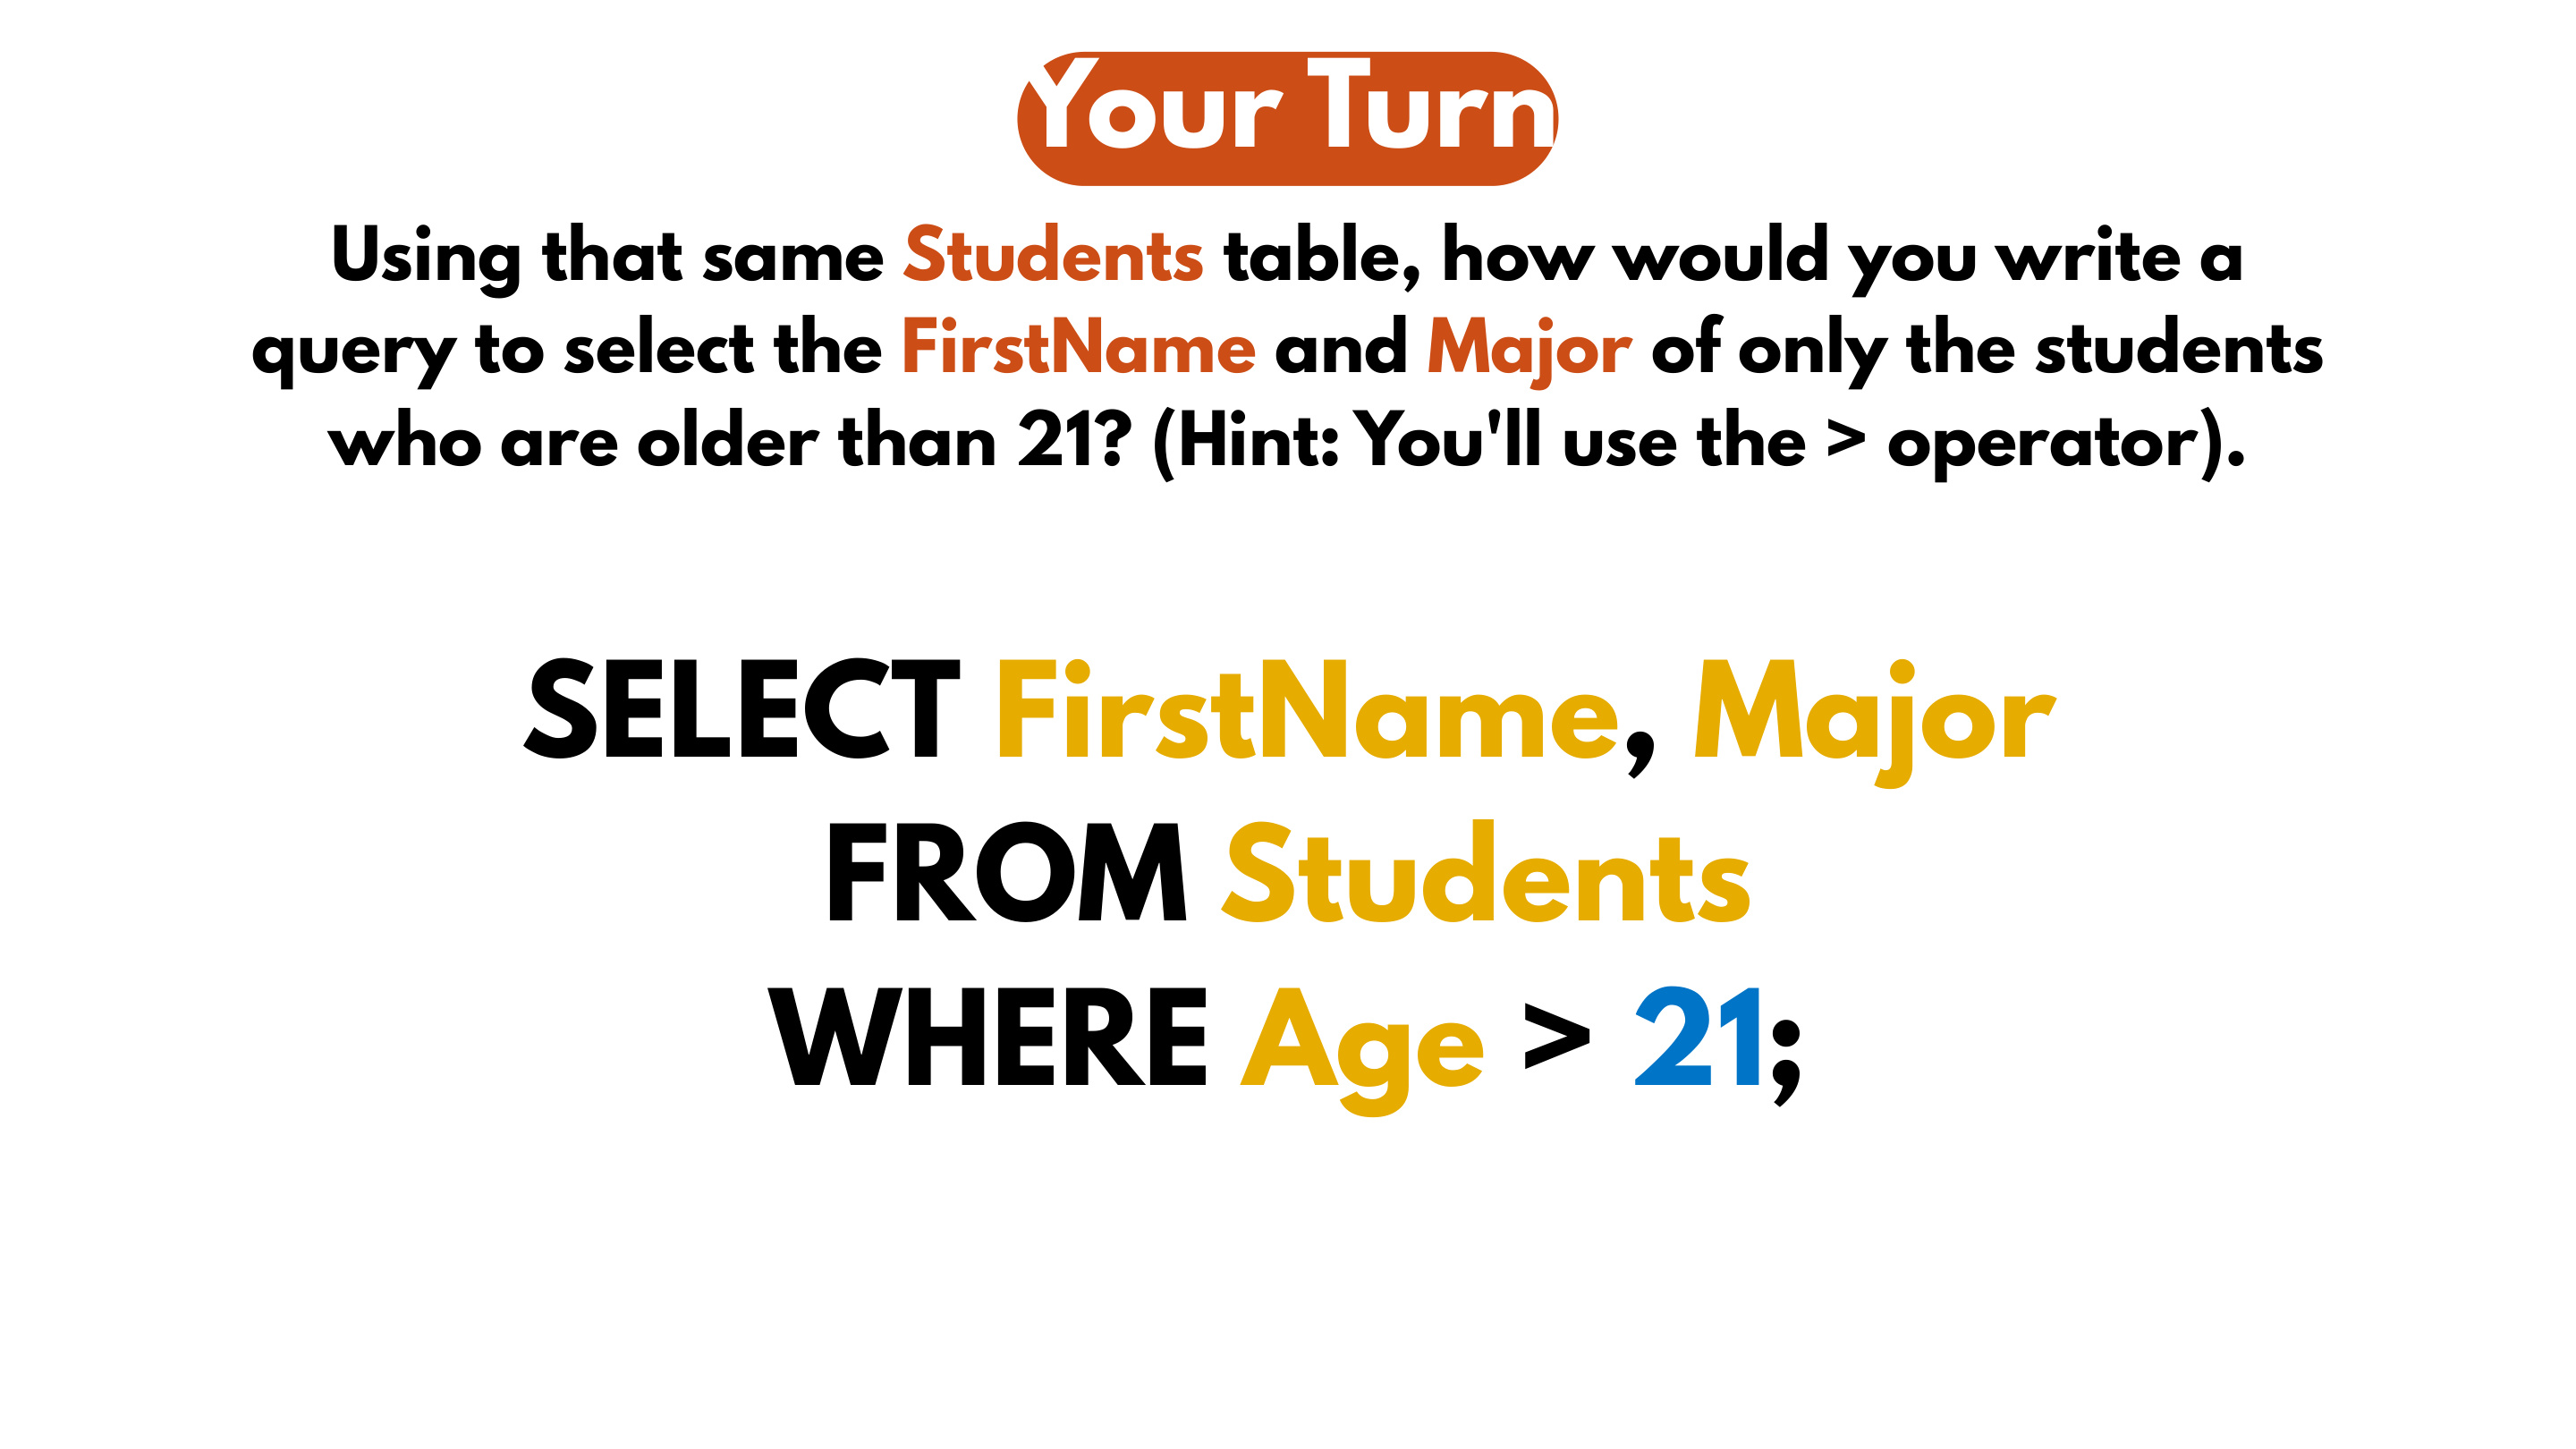 Your Turn
Using that same Students table, how would you write a
query to select the FirstName and Major of only the students
who are older than 21? (Hint: You'll use the > operator).
SELECT FirstName, Major
FROM Students
WHERE Age > 21;